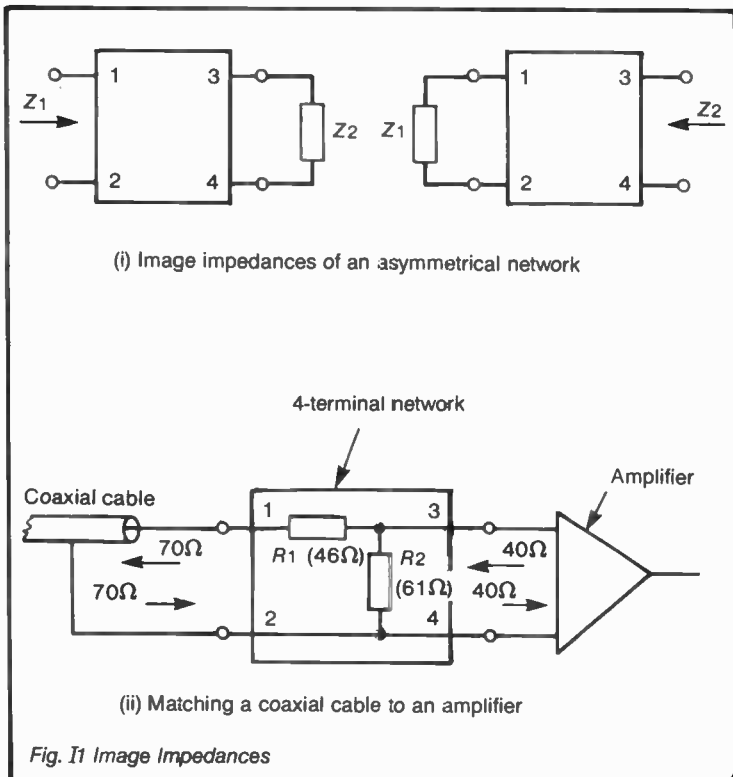 1 3 1 3
Z1 Z2 Z1 Z2
2 4 2 4
(i) Image impedances of an asymmetrical network
4-terminal network
Amplifier
Coaxial cable
1 3
70Ω R1 (46Ω) R2 40Ω
70Ω (61Ω) 40Ω
2 4
(ii) Matching a coaxial cable to an amplifier
Fig. I1 Image Impedances